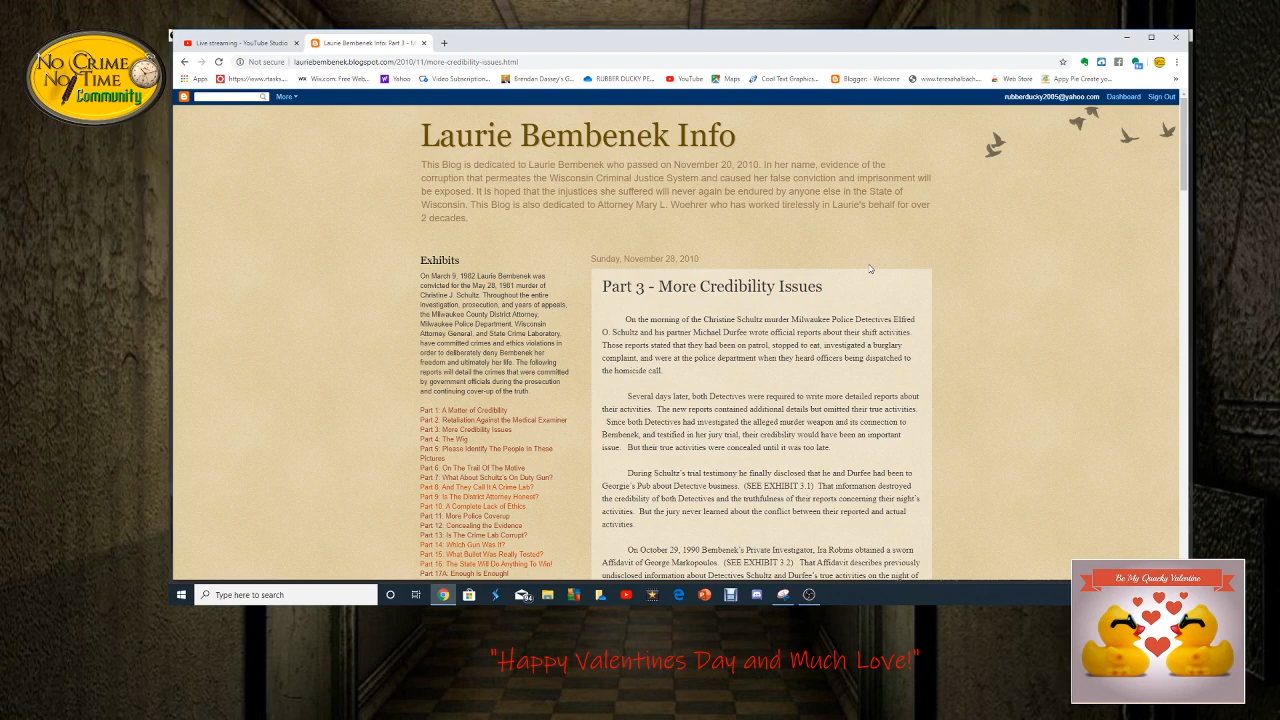 NO CRIME
NO TIME
Community
Live streaming - YouTube Studio
Laurie Bembenek Info: Part 3 - M
Not secure
lauriebembenek.blogspot.com/2010/11/more-credibility-issues.html
Apps
https://www.rtasks...
Wix.com: Free Web...
Yahoo
Video Subscription...
Brendan Dassey's G...
RUBBER DUCKY PE...
YouTube
Maps
Cool Text Graphics...
Blogger: - Welcome
www.teresahalbach...
Web Store
Appy Pie Create yo...
More
rubberducky2005@yahoo.com
Dashboard
Sign Out
Laurie Bembenek Info
This Blog is dedicated to Laurie Bembenek who passed on November 20, 2010. In her name, evidence of the
corruption that permeates the Wisconsin Criminal Justice System and caused her false conviction and imprisonment will
be exposed. It is hoped that the injustices she suffered will never again be endured by anyone else in the State of
Wisconsin. This Blog is also dedicated to Attorney Mary L. Woehrer who has worked tirelessly in Laurie's behalf for over
2 decades.
Exhibits
On March 9, 1982 Laurie Bembenek was
convicted for the May 28, 1981 murder of
Christine J. Schultz. Throughout the entire
investigation, prosecution, and years of appeals,
the Milwaukee County District Attorney,
Milwaukee Police Department, Wisconsin
Attorney General, and State Crime Laboratory,
have committed crimes and ethics violations in
order to deliberately deny Bembenek her
freedom and ultimately her life. The following
reports will detail the crimes that were committed
by government officials during the prosecution
and continuing cover-up of the truth
Part 1: A Matter of Credibility
Part 2: Retaliation Against the Medical Examiner
Part 3: More Credibility Issues
Part 4: The Wig
Part 5: Please Identify The People In These
Pictures
Part 6: On The Trail Of The Motive
Part 7: What About Schultz's On Duty Gun?
Part 8: And They Call It A Crime Lab?
Part 9: Is The District Attorney Honest?
Part 10: A Complete Lack of Ethics
Part 11: More Police Coverup
Part 12: Concealing the Evidence
Part 13: Is The Crime Lab Corrupt?
Part 14: Which Gun Was It?
Part 15: What Bullet Was Really Tested?
Part 16: The State Will Do Anything To Win!
Part 17A: Enough is Enough!
Sunday, November 28, 2010
Part 3 - More Credibility Issues
On the morning of the Christine Schultz murder Milwaukee Police Detectives Elfred
O. Schultz and his partner Michael Durfee wrote official reports about their shift activities.
Those reports stated that they had been on patrol, stopped to eat, investigated a burglary
complaint, and were at the police department when they heard officers being dispatched to
the homicide call.
Several days later, both Detectives were required to write more detailed reports about
their activities. The new reports contained additional details but omitted their true activities.
Since both Detectives had investigated the alleged murder weapon and its connection to
Bembenek, and testified in her jury trial, their credibility would have been an important
issue. But their true activities were concealed until it was too late.
During Schultz's trial testimony he finally disclosed that he and Durfee had been to
Georgie's Pub about Detective business. (SEE EXHIBIT 3.1) That information destroyed
the credibility of both Detectives and the truthfulness of their reports concerning their night's
activities. But the jury never learned about the conflict between their reported and actual
activities.
On October 29, 1990 Bembenek's Private Investigator, Ira Robins obtained a sworn
Affidavit of George Markopoulos. (SEE EXHIBIT 3.2) That Affidavit describes previously
undisclosed information about Detectives Schultz and Durfee's true activities on the night of
Type here to search
Be My Quacky Valentine
"Happy Valentines Day and Much Love!"